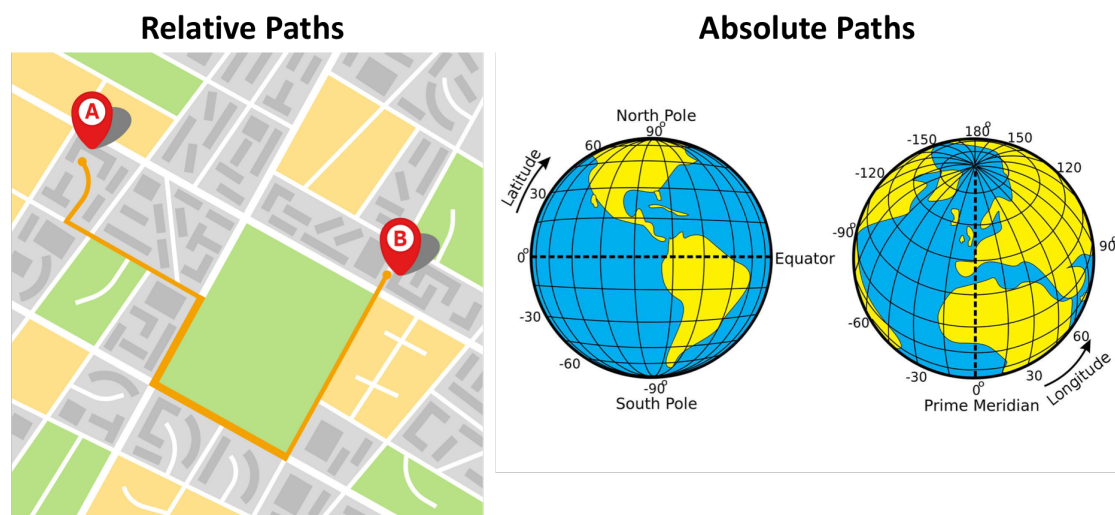 Relative Paths
A
B
Absolute Paths
North Pole
90°
60
30
0°
-30
-60
-90°
South Pole
Latitude
Equator
180°
-150
150
-120
120
-90°
90°
-60
60
-30
30
0°
Prime Meridian
Longitude